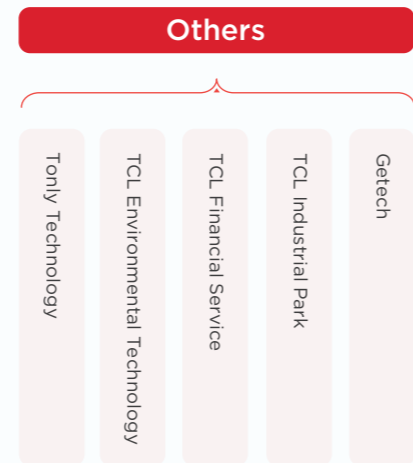 Others
Tonly Technology
TCL Environmental Technology
TCL Financial Service
TCL Industrial Park
Getech